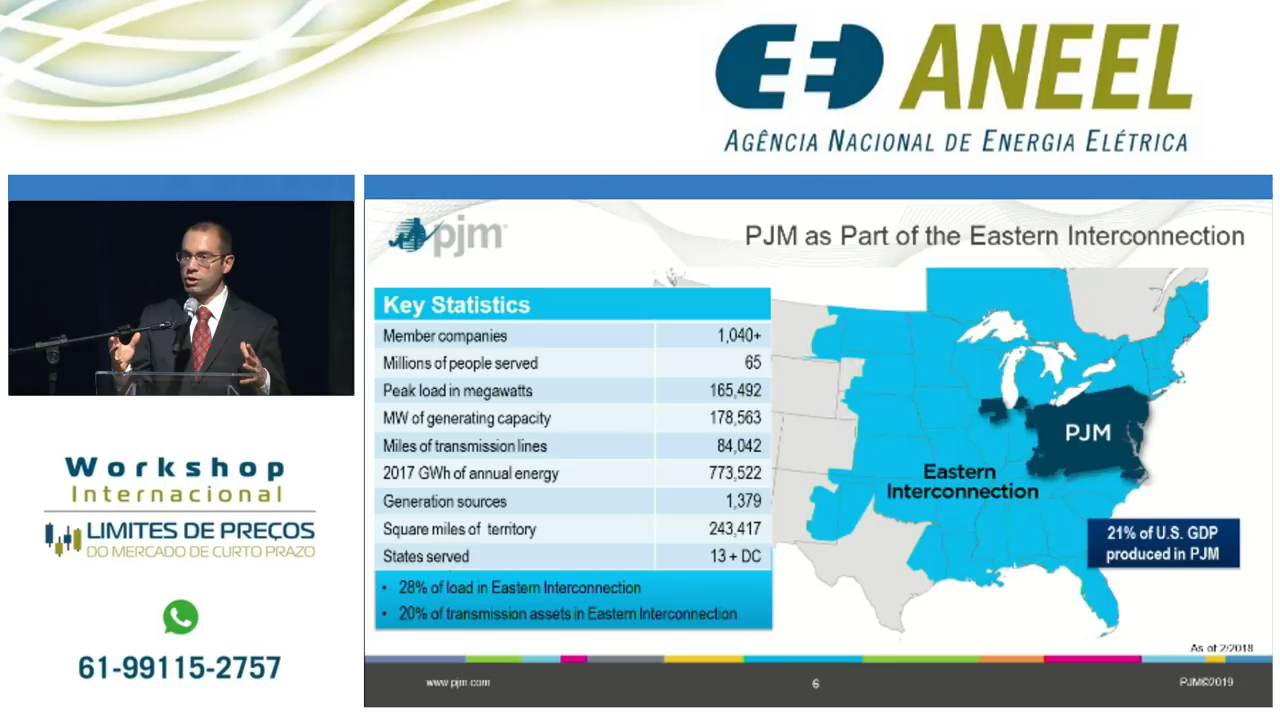 ANEEL
AGÊNCIA NACIONAL DE ENERGIA ELÉTRICA
pjm
PJM as Part of the Eastern Interconnection
Key Statistics
Member companies 1,040+
Millions of people served 65
Peak load in megawatts 165,492
MW of generating capacity 178,563
Miles of transmission lines 84,042
2017 GWh of annual energy 773,522
Generation sources 1,379
Square miles of territory 243,417
States served 13 + DC
• 28% of load in Eastern Interconnection
• 20% of transmission assets in Eastern Interconnection
PJM
Eastern
Interconnection
21% of U.S. GDP
produced in PJM
As of 2/2018
www.pjm.com
6
PJM©2019
Workshop
Internacional
LIMITES DE PREÇOS
DO MERCADO DE CURTO PRAZO
61-99115-2757